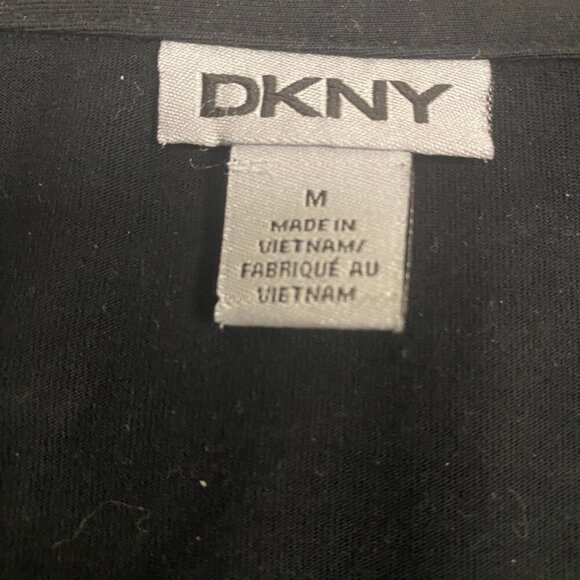 DKNY
M
MADE IN
VIETNAM/
FABRIQUÉ AU
VIETNAM